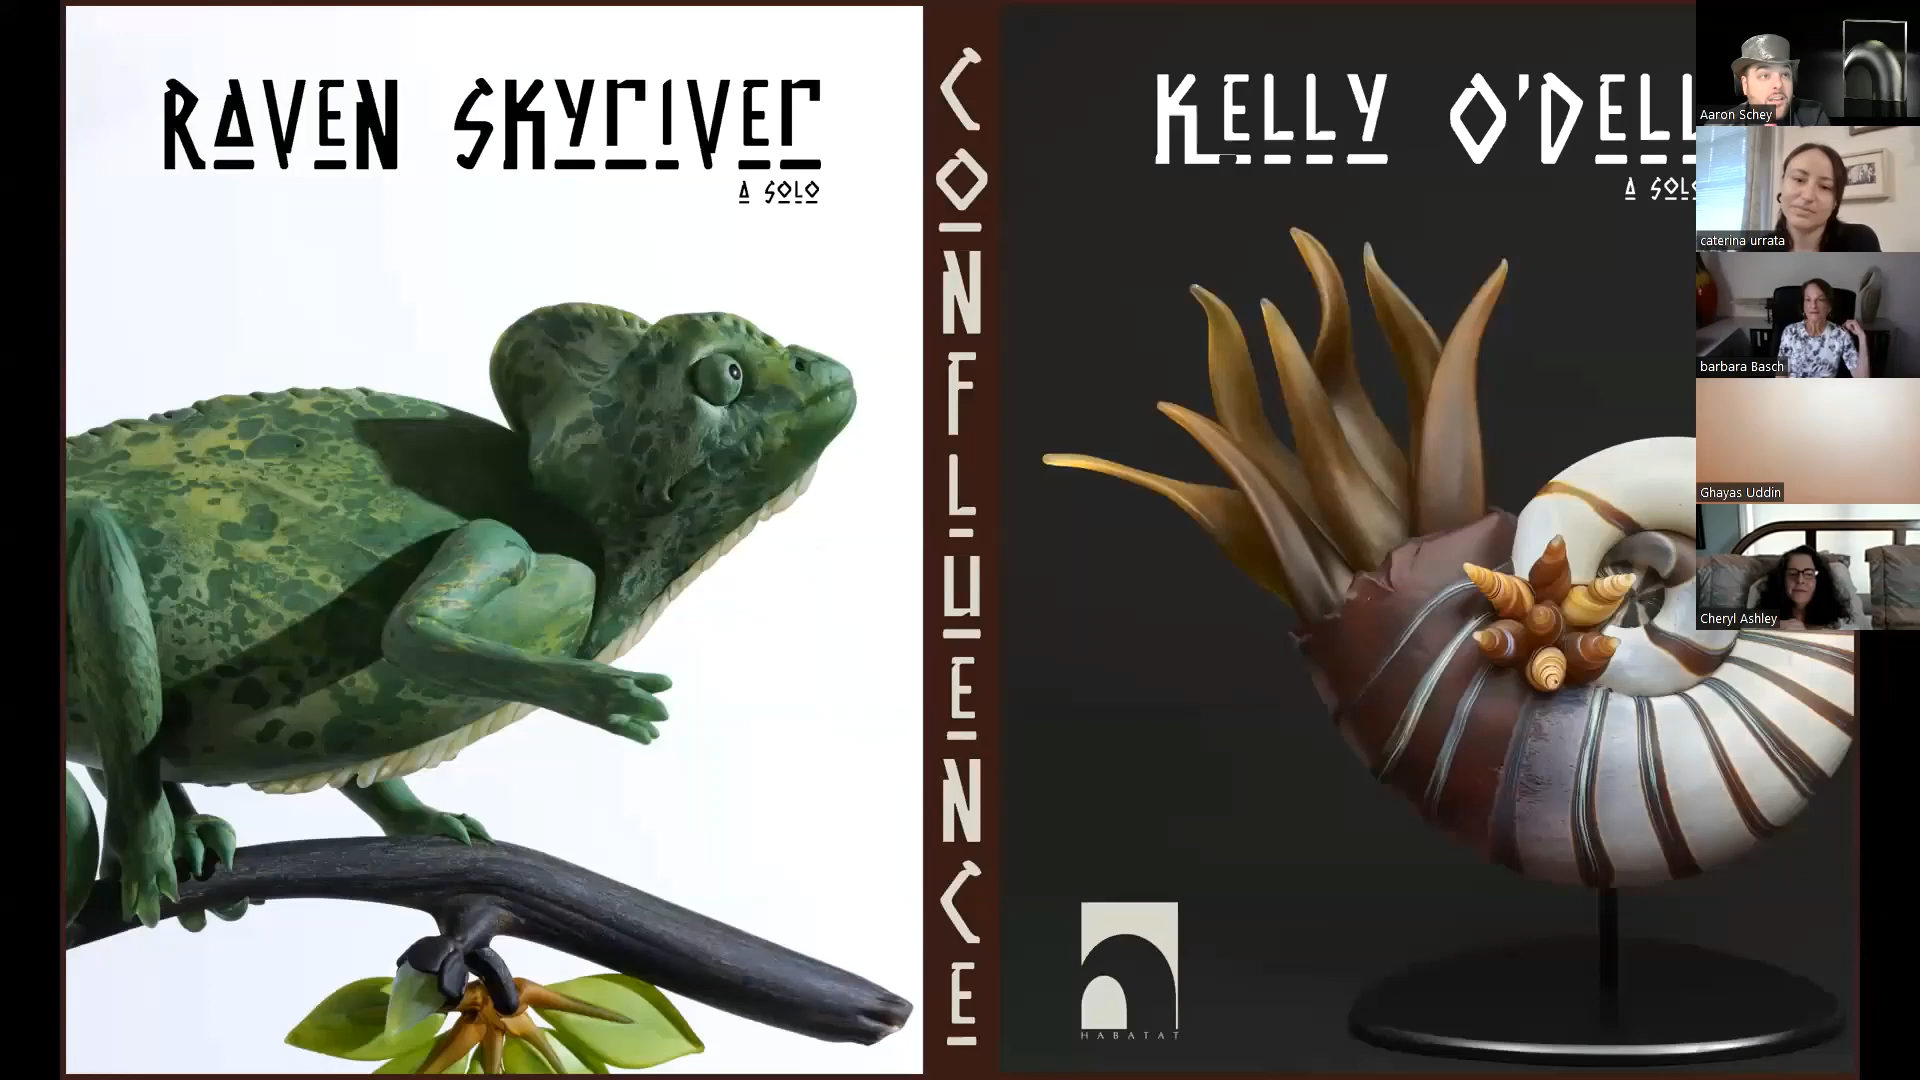 RAVEN SKYRIVER
A SOLO
CONFLUENCE
KELLY O'DELL
A SOLO
HABATAT
Aaron Schey
caterina urrata
barbara Basch
Ghayas Uddin
Cheryl Ashley